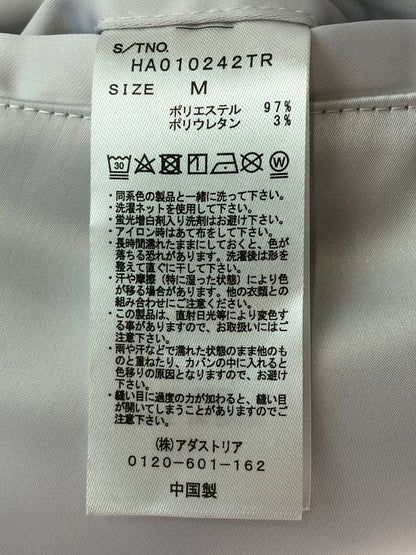 S/TNO.
HA010242TR
SIZE M
ポリエステル 97%
ポリウレタン 3%
30 W
・同系色の製品と一緒に洗って下さい。
・洗濯ネットを使用して下さい。
・蛍光増白剤入り洗剤はお避け下さい。
・アイロン時はあて布をして下さい。
・長時間濡れたままにしておくと、色が
落ちる恐れがあります。洗濯後は形を
整えて直ぐに干して下さい。
・汗や摩擦（特に湿った状態）により色
が移る場合があります。他の衣類との
組み合わせにご注意下さい。
・この製品は、直射日光等により変色す
る事がありますので、お取扱いにはご
注意下さい。
・雨や汗などで濡れた状態のまま他のも
のと重ねたり、カバンの中に入れると
色移りの原因となりますので、お避け
下さい。
・縫い目に過度の力が加わると、縫い目
が開いてしまうことがありますのでご
注意下さい。
(株)アダストリア
0120-601-162
中国製